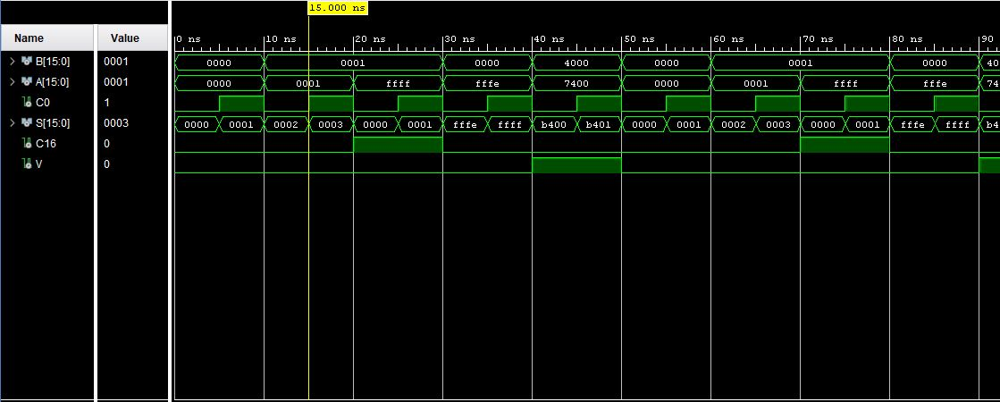 15.000 ns
Name Value 0 ns 10 ns 20 ns 30 ns 40 ns 50 ns 60 ns 70 ns 80 ns 90
B[15:0] 0001 0000 0001 0000 4000 0000 0001 0000 40
A[15:0] 0001 0000 0001 ffff fffe 7400 0000 0001 ffff fffe 74
C0 1
S[15:0] 0003 0000 0001 0002 0003 0000 0001 fffe ffff b400 b401 0000 0001 0002 0003 0000 0001 fffe ffff b4
C16 0
V 0